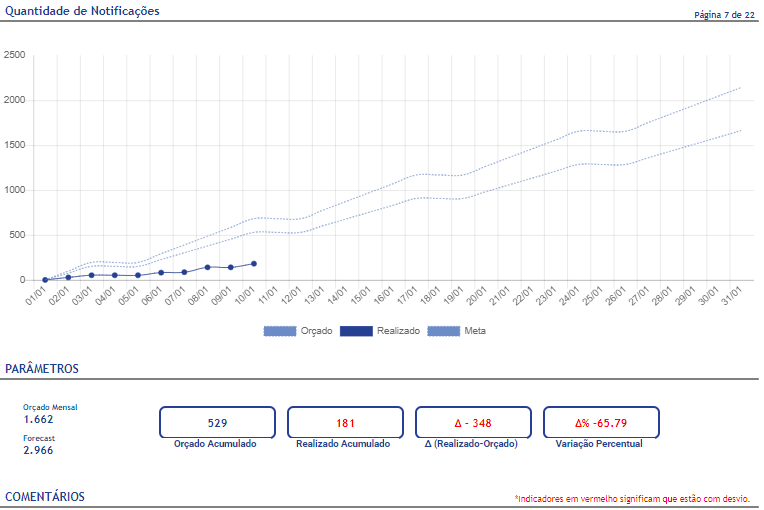 Quantidade de Notificações
Página 7 de 22
2500
2000
1500
1000
500
0
01/01 02/01 03/01 04/01 05/01 06/01 07/01 08/01 09/01 10/01 11/01 12/01 13/01 14/01 15/01 16/01 17/01 18/01 19/01 20/01 21/01 22/01 23/01 24/01 25/01 26/01 27/01 28/01 29/01 30/01 31/01
Orçado Realizado Meta
PARÂMETROS
Orçado Mensal
1.662
Forecast
2.966
529
Orçado Acumulado
181
Realizado Acumulado
Δ - 348
Δ (Realizado-Orçado)
Δ% -65.79
Variação Percentual
COMENTÁRIOS
*Indicadores em vermelho significam que estão com desvio.